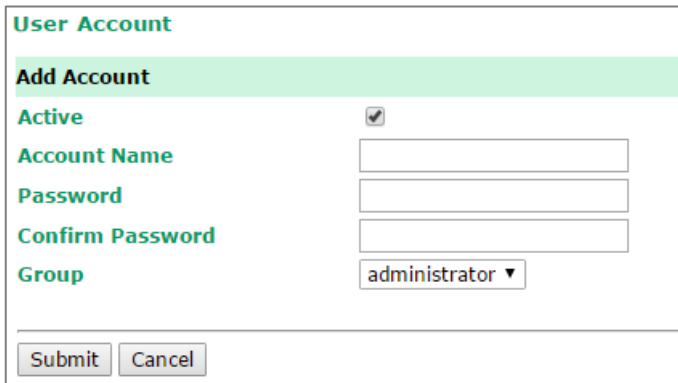 User Account
Add Account
Active
Account Name
Password
Confirm Password
Group administrator
Submit Cancel